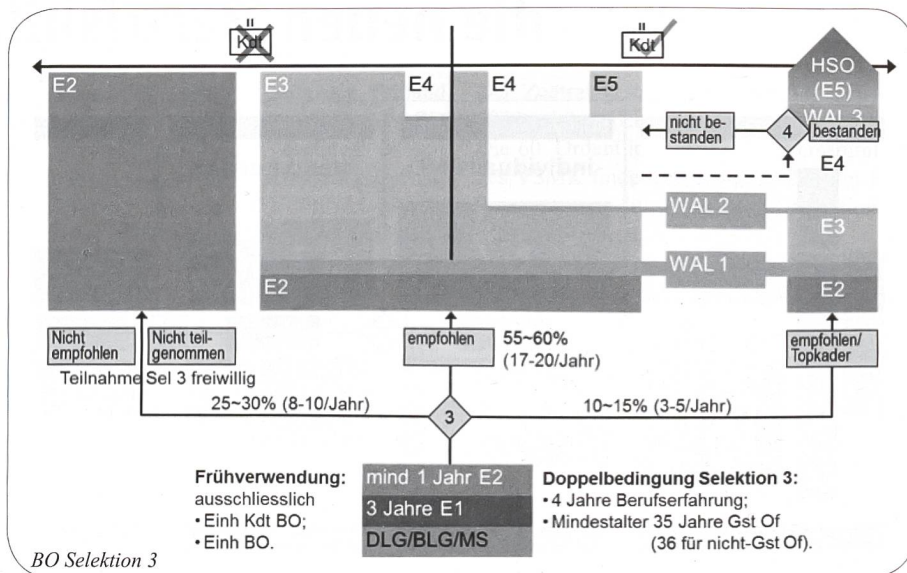 II
Kdt
II
Kdt
E2
E3
E4
E4
E5
HSO
(E5)
WAL 3
nicht be-
standen
4
bestanden
E4
WAL 2
E3
WAL 1
E2
E2
Nicht
empfohlen
Nicht teil-
genommen
Teilnahme Sel 3 freiwillig
empfohlen
55~60%
(17-20/Jahr)
empfohlen/
Topkader
25~30% (8-10/Jahr)
3
10~15% (3-5/Jahr)
Frühverwendung:
ausschliesslich
• Einh Kdt BO;
• Einh BO.
mind 1 Jahr E2
3 Jahre E1
DLG/BLG/MS
Doppelbedingung Selektion 3:
• 4 Jahre Berufserfahrung;
• Mindestalter 35 Jahre Gst Of
(36 für nicht-Gst Of).
BO Selektion 3